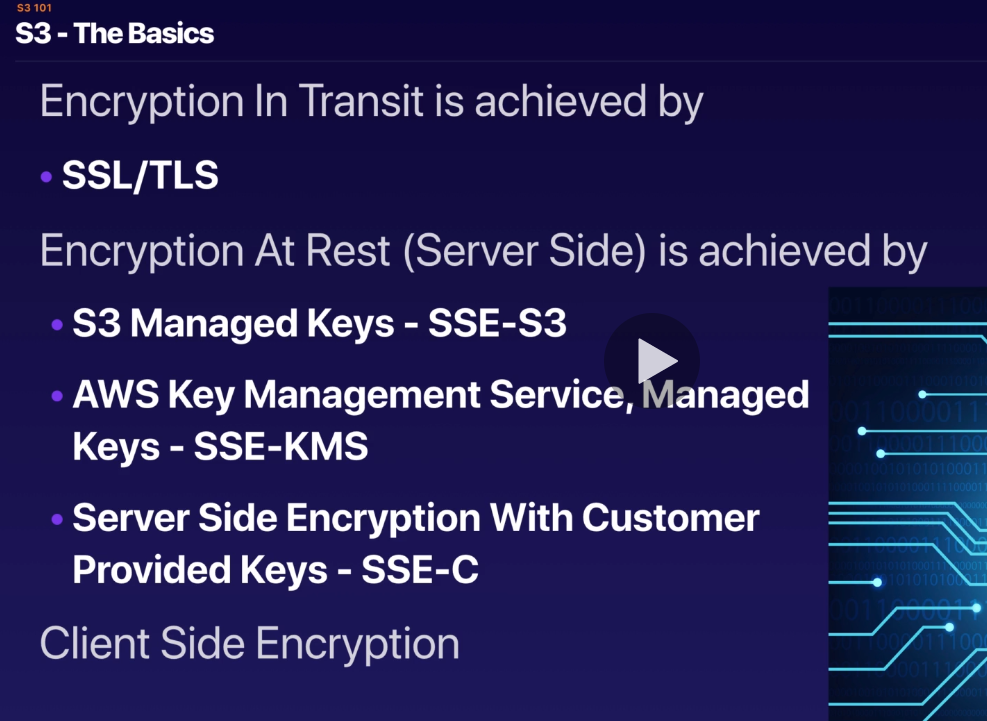 S3 101
S3 - The Basics
Encryption In Transit is achieved by
• SSL/TLS
Encryption At Rest (Server Side) is achieved by
• S3 Managed Keys - SSE-S3
• AWS Key Management Service, Managed
Keys - SSE-KMS
• Server Side Encryption With Customer
Provided Keys - SSE-C
Client Side Encryption